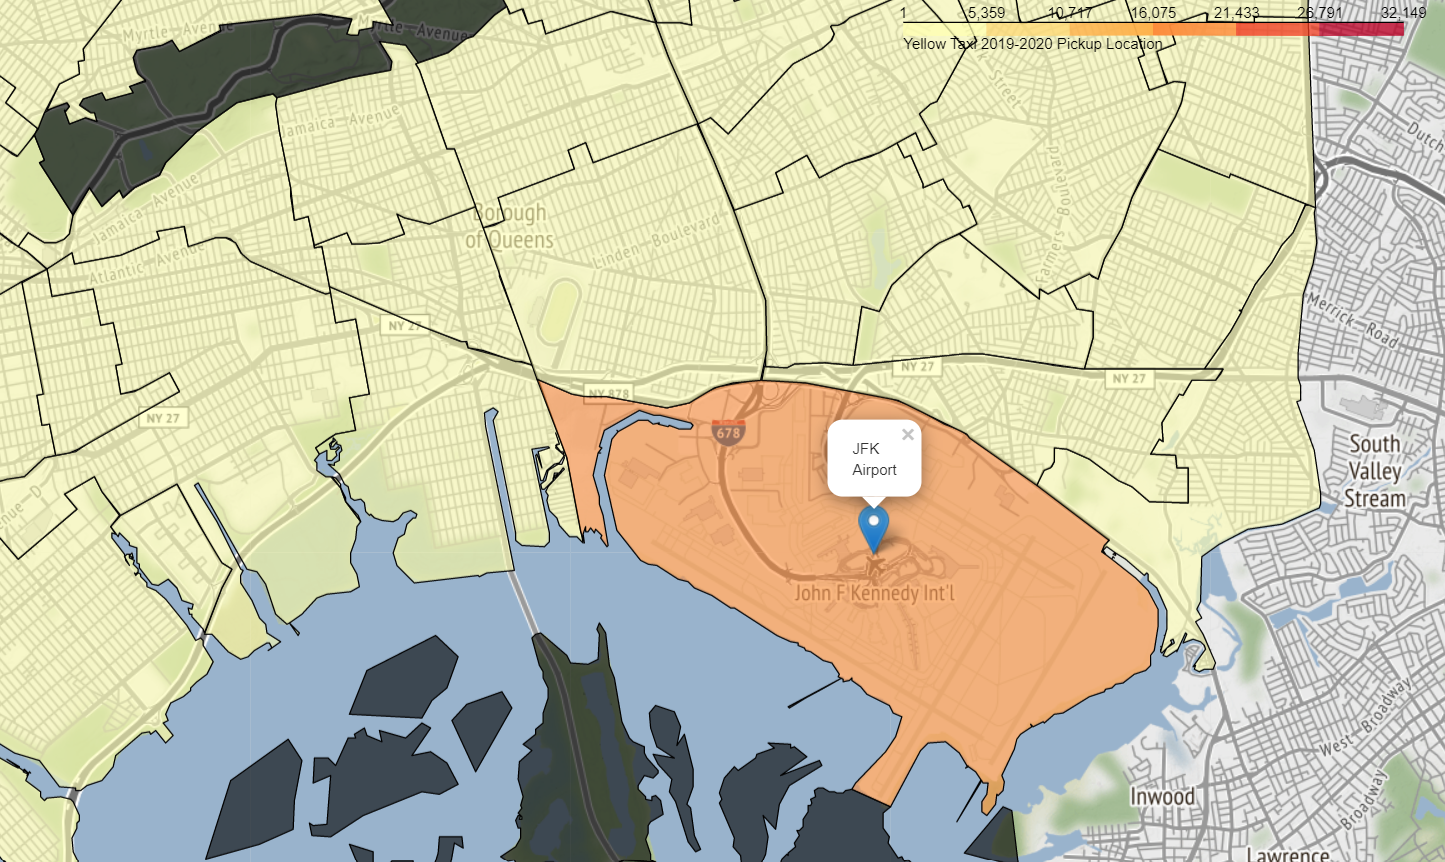 1 5,359 10,717 16,075 21,433 26,791 32,149
Yellow Taxi 2019-2020 Pickup Location
Myrtle Avenue
Myrtle Avenue
Street
Dutch
Jamaica Avenue
Jamaica Avenue
Boulevard
Farmers
Borough
of Queens
Linden Boulevard
Atlantic Avenue
Merrick Road
NY 27
NY 27
NY 27
NY 27
NY 878
678
JFK
Airport
×
South
Valley
Stream
John F Kennedy Int'l
West Broadway
Inwood
Broadway
Lawrence